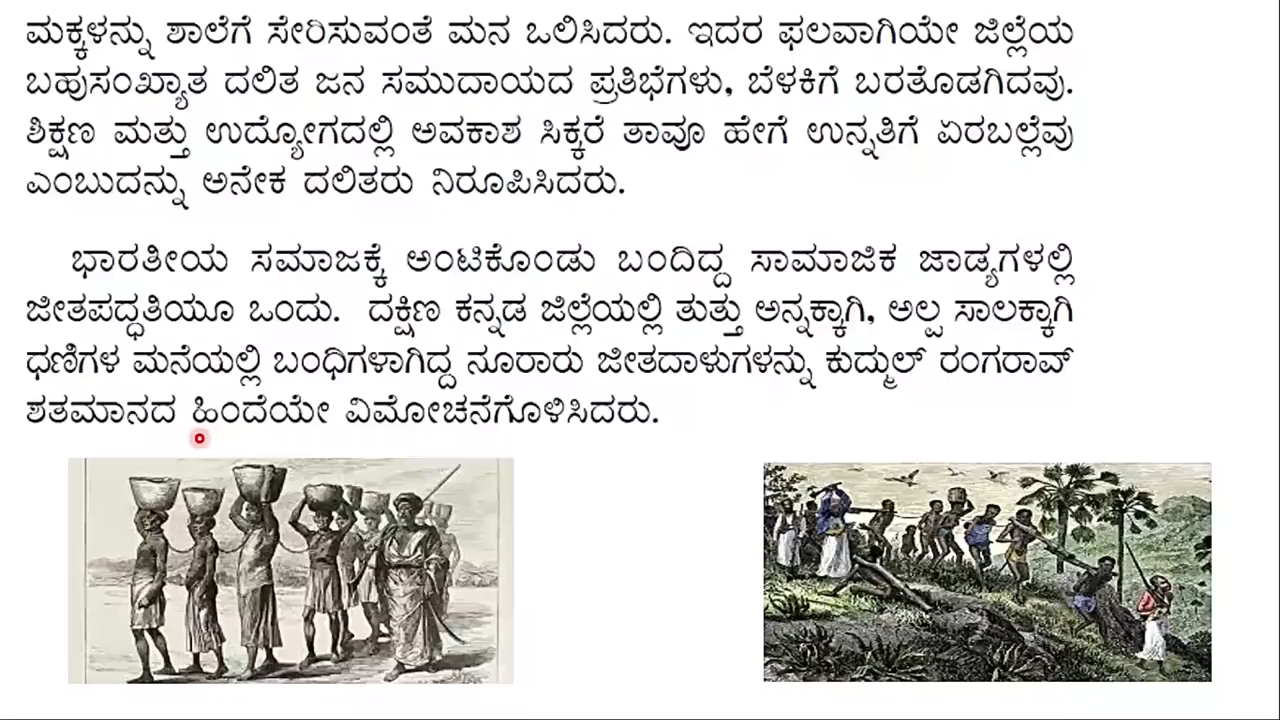 ಮಕ್ಕಳನ್ನು ಶಾಲೆಗೆ ಸೇರಿಸುವಂತೆ ಮನ ಒಲಿಸಿದರು. ಇದರ ಫಲವಾಗಿಯೇ ಜಿಲ್ಲೆಯ
ಬಹುಸಂಖ್ಯಾತ ದಲಿತ ಜನ ಸಮುದಾಯದ ಪ್ರತಿಭೆಗಳು, ಬೆಳಕಿಗೆ ಬರತೊಡಗಿದವು.
ಶಿಕ್ಷಣ ಮತ್ತು ಉದ್ಯೋಗದಲ್ಲಿ ಅವಕಾಶ ಸಿಕ್ಕರೆ ತಾವೂ ಹೇಗೆ ಉನ್ನತಿಗೆ ಏರಬಲ್ಲೆವು
ಎಂಬುದನ್ನು ಅನೇಕ ದಲಿತರು ನಿರೂಪಿಸಿದರು.
ಭಾರತೀಯ ಸಮಾಜಕ್ಕೆ ಅಂಟಿಕೊಂಡು ಬಂದಿದ್ದ ಸಾಮಾಜಿಕ ಜಾಡ್ಯಗಳಲ್ಲಿ
ಜೀತಪದ್ಧತಿಯೂ ಒಂದು. ದಕ್ಷಿಣ ಕನ್ನಡ ಜಿಲ್ಲೆಯಲ್ಲಿ ತುತ್ತು ಅನ್ನಕ್ಕಾಗಿ, ಅಲ್ಪ ಸಾಲಕ್ಕಾಗಿ
ಧಣಿಗಳ ಮನೆಯಲ್ಲಿ ಬಂಧಿಗಳಾಗಿದ್ದ ನೂರಾರು ಜೀತದಾಳುಗಳನ್ನು ಕುದ್ಮುಲ್ ರಂಗರಾವ್
ಶತಮಾನದ ಹಿಂದೆಯೇ ವಿಮೋಚನೆಗೊಳಿಸಿದರು.